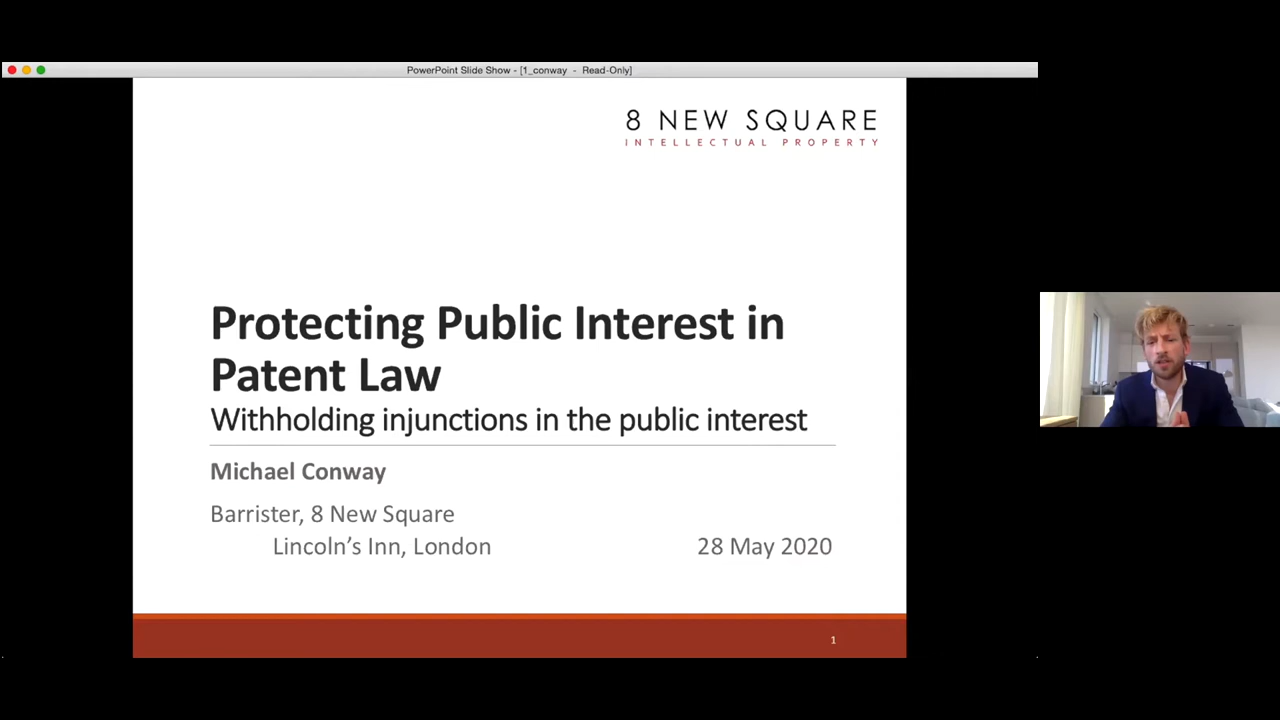 PowerPoint Slide Show - [1_conway - Read-Only]
8 NEW SQUARE
INTELLECTUAL PROPERTY
Protecting Public Interest in
Patent Law
Withholding injunctions in the public interest
Michael Conway
Barrister, 8 New Square
Lincoln’s Inn, London
28 May 2020
1